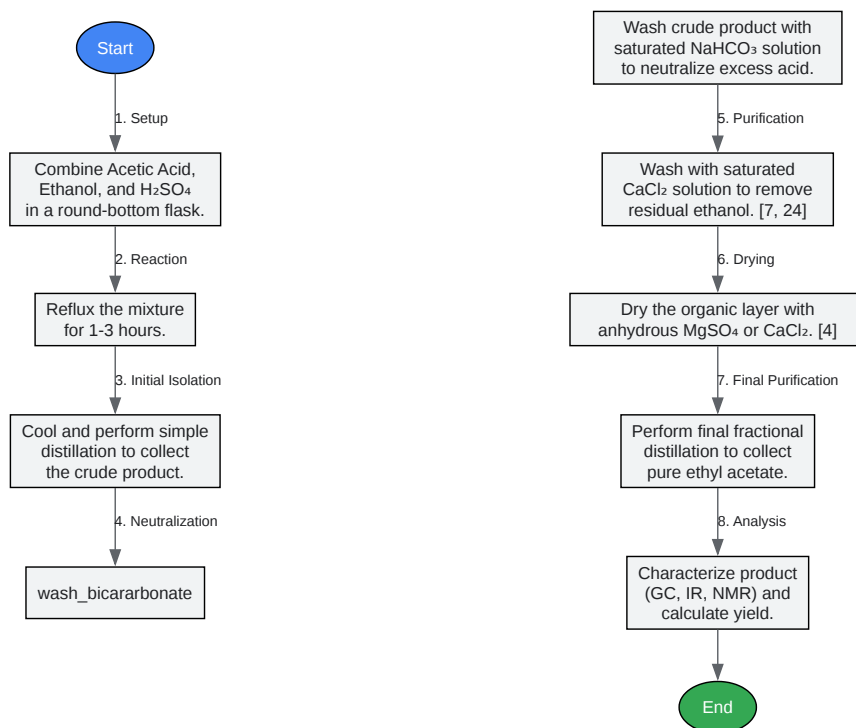 Start
1. Setup
Combine Acetic Acid,
Ethanol, and H₂SO₄
in a round-bottom flask.
2. Reaction
Reflux the mixture
for 1-3 hours.
3. Initial Isolation
Cool and perform simple
distillation to collect
the crude product.
4. Neutralization
wash_bicararbonate
Wash crude product with
saturated NaHCO₃ solution
to neutralize excess acid.
5. Purification
Wash with saturated
CaCl₂ solution to remove
residual ethanol. [7, 24]
6. Drying
Dry the organic layer with
anhydrous MgSO₄ or CaCl₂. [4]
7. Final Purification
Perform final fractional
distillation to collect
pure ethyl acetate.
8. Analysis
Characterize product
(GC, IR, NMR) and
calculate yield.
End